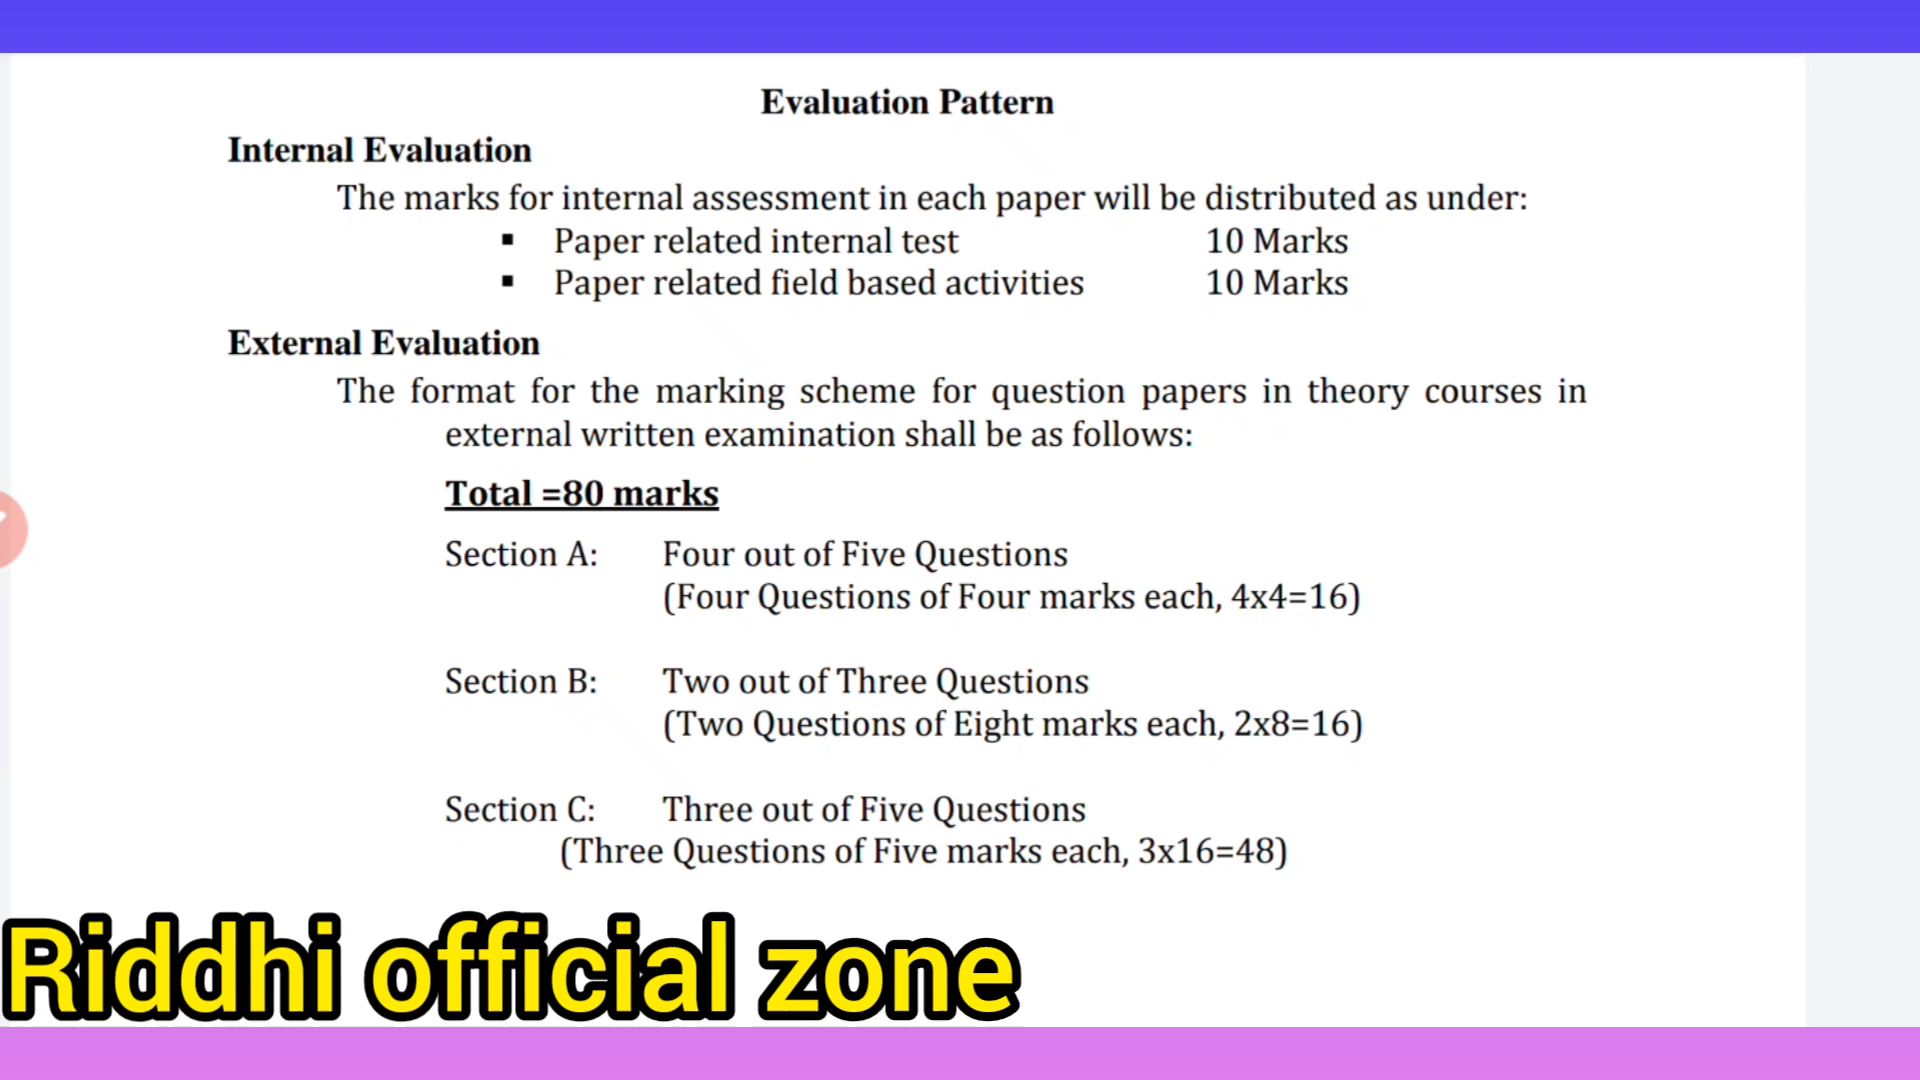 Evaluation Pattern
Internal Evaluation
The marks for internal assessment in each paper will be distributed as under:
▪ Paper related internal test 10 Marks
▪ Paper related field based activities 10 Marks
External Evaluation
The format for the marking scheme for question papers in theory courses in
external written examination shall be as follows:
Total =80 marks
Section A: Four out of Five Questions
(Four Questions of Four marks each, 4x4=16)
Section B: Two out of Three Questions
(Two Questions of Eight marks each, 2x8=16)
Section C: Three out of Five Questions
(Three Questions of Five marks each, 3x16=48)
Riddhi official zone